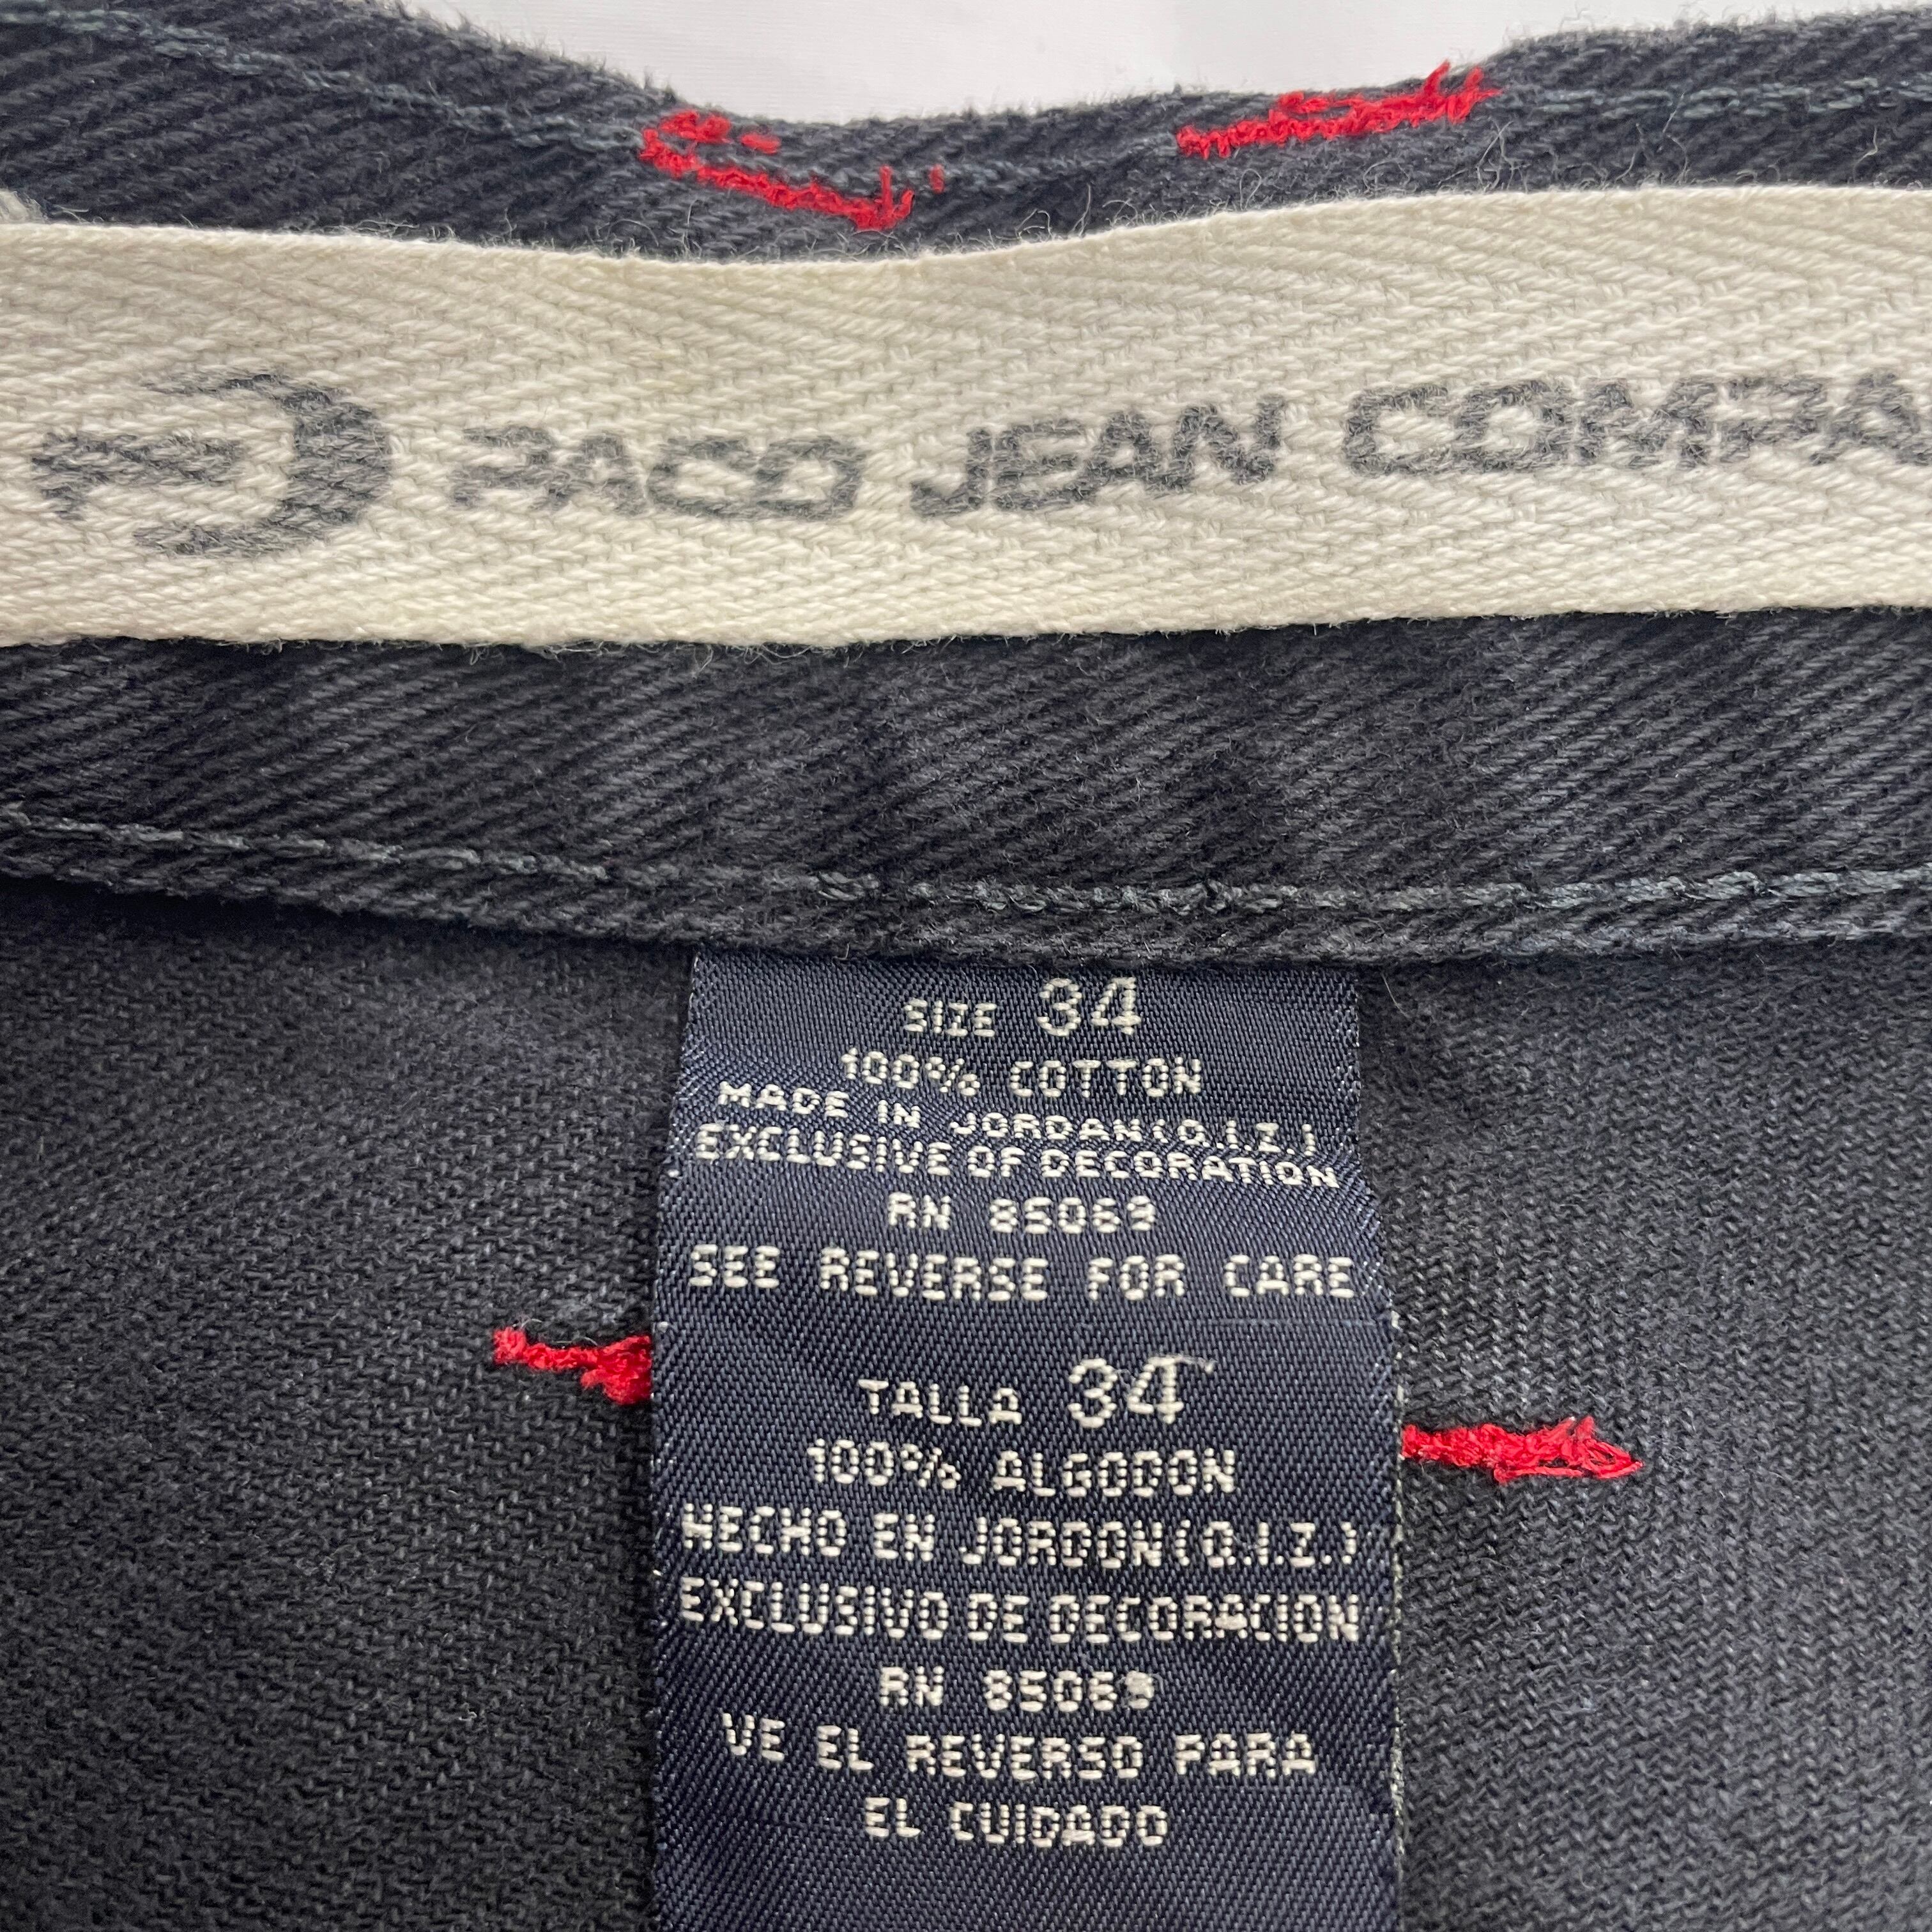 PACO JEAN COMPA
SIZE 34
100% COTTON
MADE IN JORDAN(Q.I.Z.)
EXCLUSIVE OF DECORATION
RN 85069
SEE REVERSE FOR CARE
TALLA 34
100% ALGODON
HECHO EN JORDON(Q.I.Z.)
EXCLUSIVO DE DECORACION
RN 85069
VE EL REVERSO PARA
EL CUIDADO